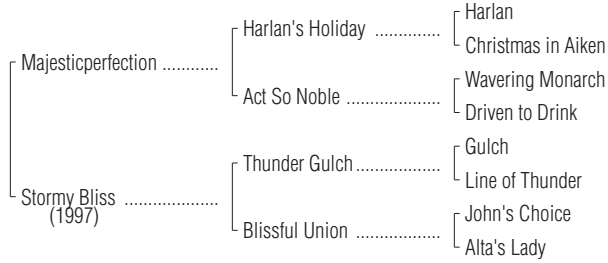 Harlan
Harlan's Holiday ..............
Christmas in Aiken
Majesticperfection ............
Wavering Monarch
Act So Noble ....................
Driven to Drink
Gulch
Thunder Gulch..................
Line of Thunder
Stormy Bliss ....................
(1997)
John's Choice
Blissful Union ..................
Alta's Lady